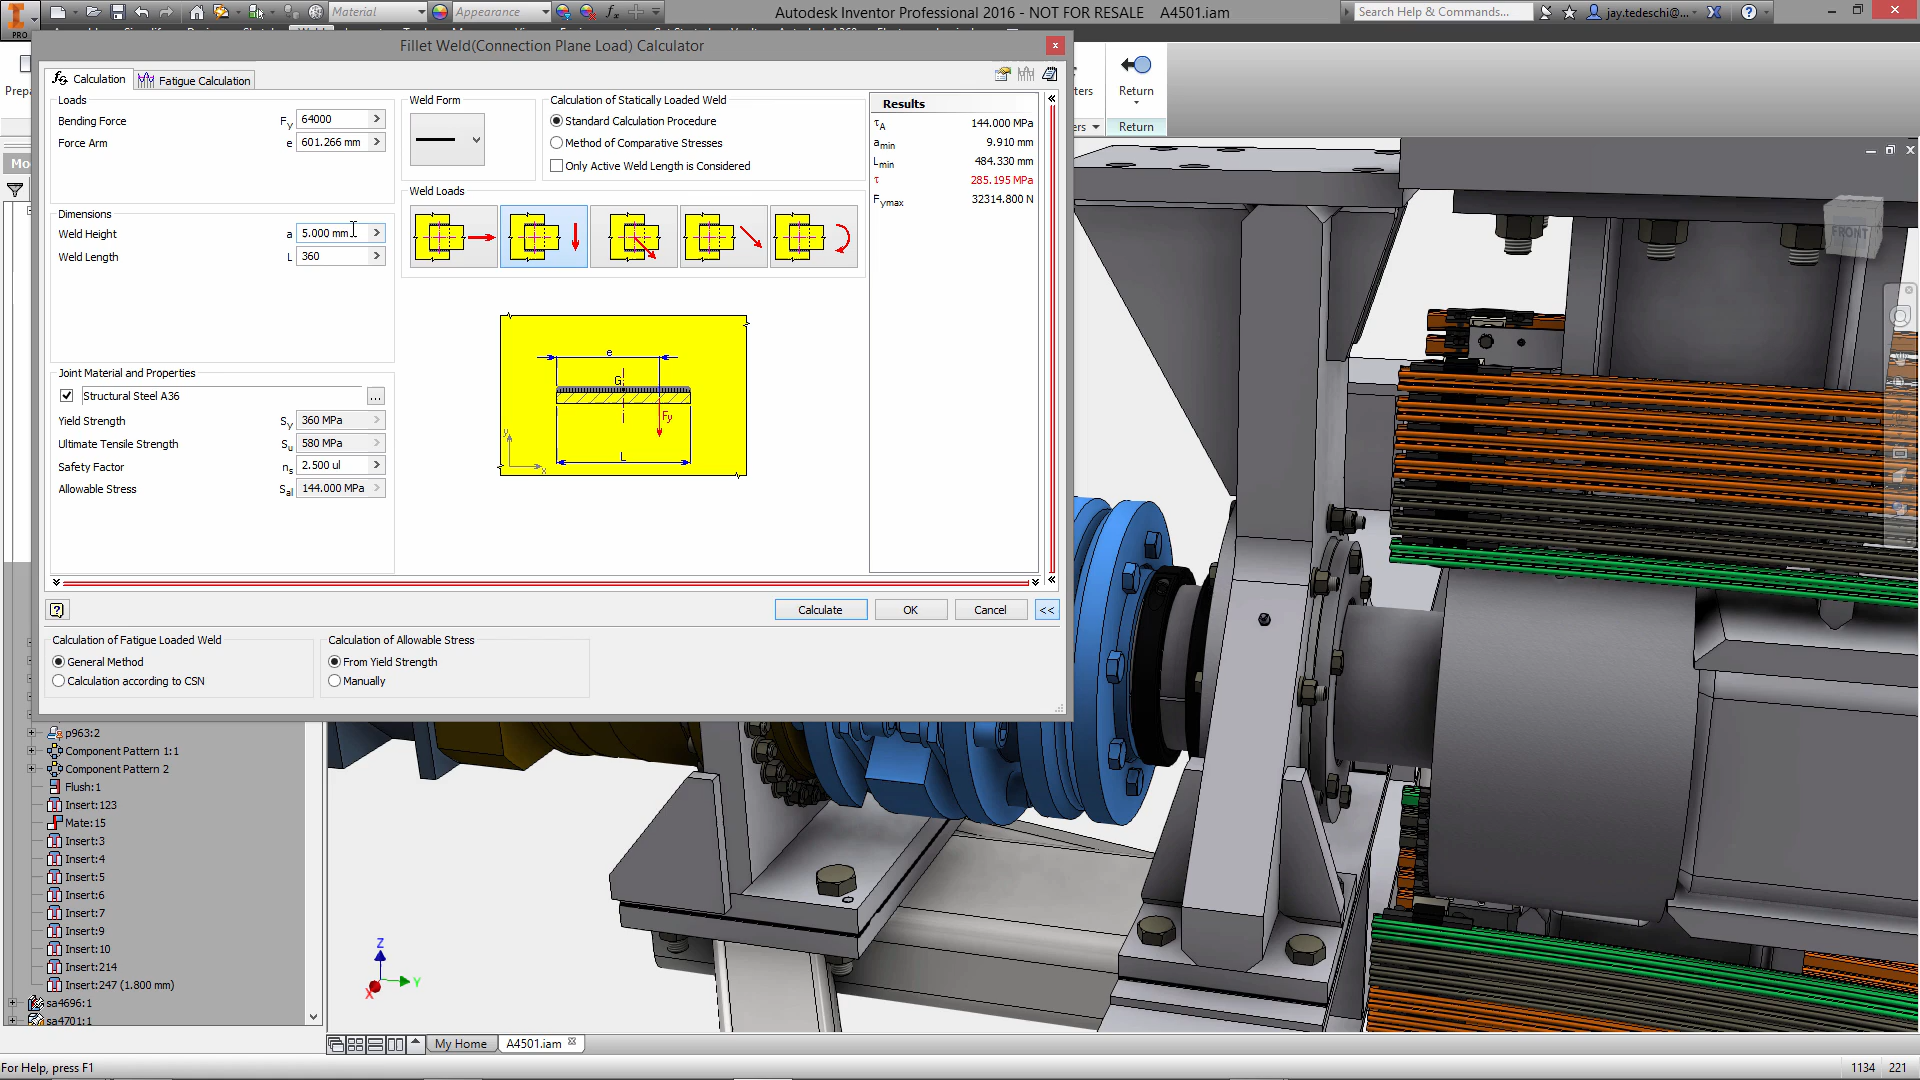 Material
Appearance
Autodesk Inventor Professional 2016 - NOT FOR RESALE A4501.iam
Search Help & Commands...
jay.tedeschi@...
PRO
Fillet Weld(Connection Plane Load) Calculator
Calculation
Fatigue Calculation
Loads
Bending Force Fy 64000
Force Arm e 601.266 mm
Dimensions
Weld Height a 5.000 mm
Weld Length L 360
Joint Material and Properties
Structural Steel A36
...
Yield Strength Sy 360 MPa
Ultimate Tensile Strength Su 580 MPa
Safety Factor ns 2.500 ul
Allowable Stress Sal 144.000 MPa
Weld Form
Calculation of Statically Loaded Weld
Standard Calculation Procedure
Method of Comparative Stresses
Only Active Weld Length is Considered
Weld Loads
e
G
Fy
L
y
x
Results
τA 144.000 MPa
amin 9.910 mm
Lmin 484.330 mm
τ 285.195 MPa
Fymax 32314.800 N
Calculate
OK
Cancel
<<
Calculation of Fatigue Loaded Weld
General Method
Calculation according to CSN
Calculation of Allowable Stress
From Yield Strength
Manually
Return
Return
FRONT
p963:2
Component Pattern 1:1
Component Pattern 2
Flush:1
Insert:123
Mate:15
Insert:3
Insert:4
Insert:5
Insert:6
Insert:7
Insert:9
Insert:10
Insert:214
Insert:247 (1.800 mm)
sa4696:1
sa4701:1
Z
Y
X
My Home
A4501.iam
For Help, press F1
1134 221